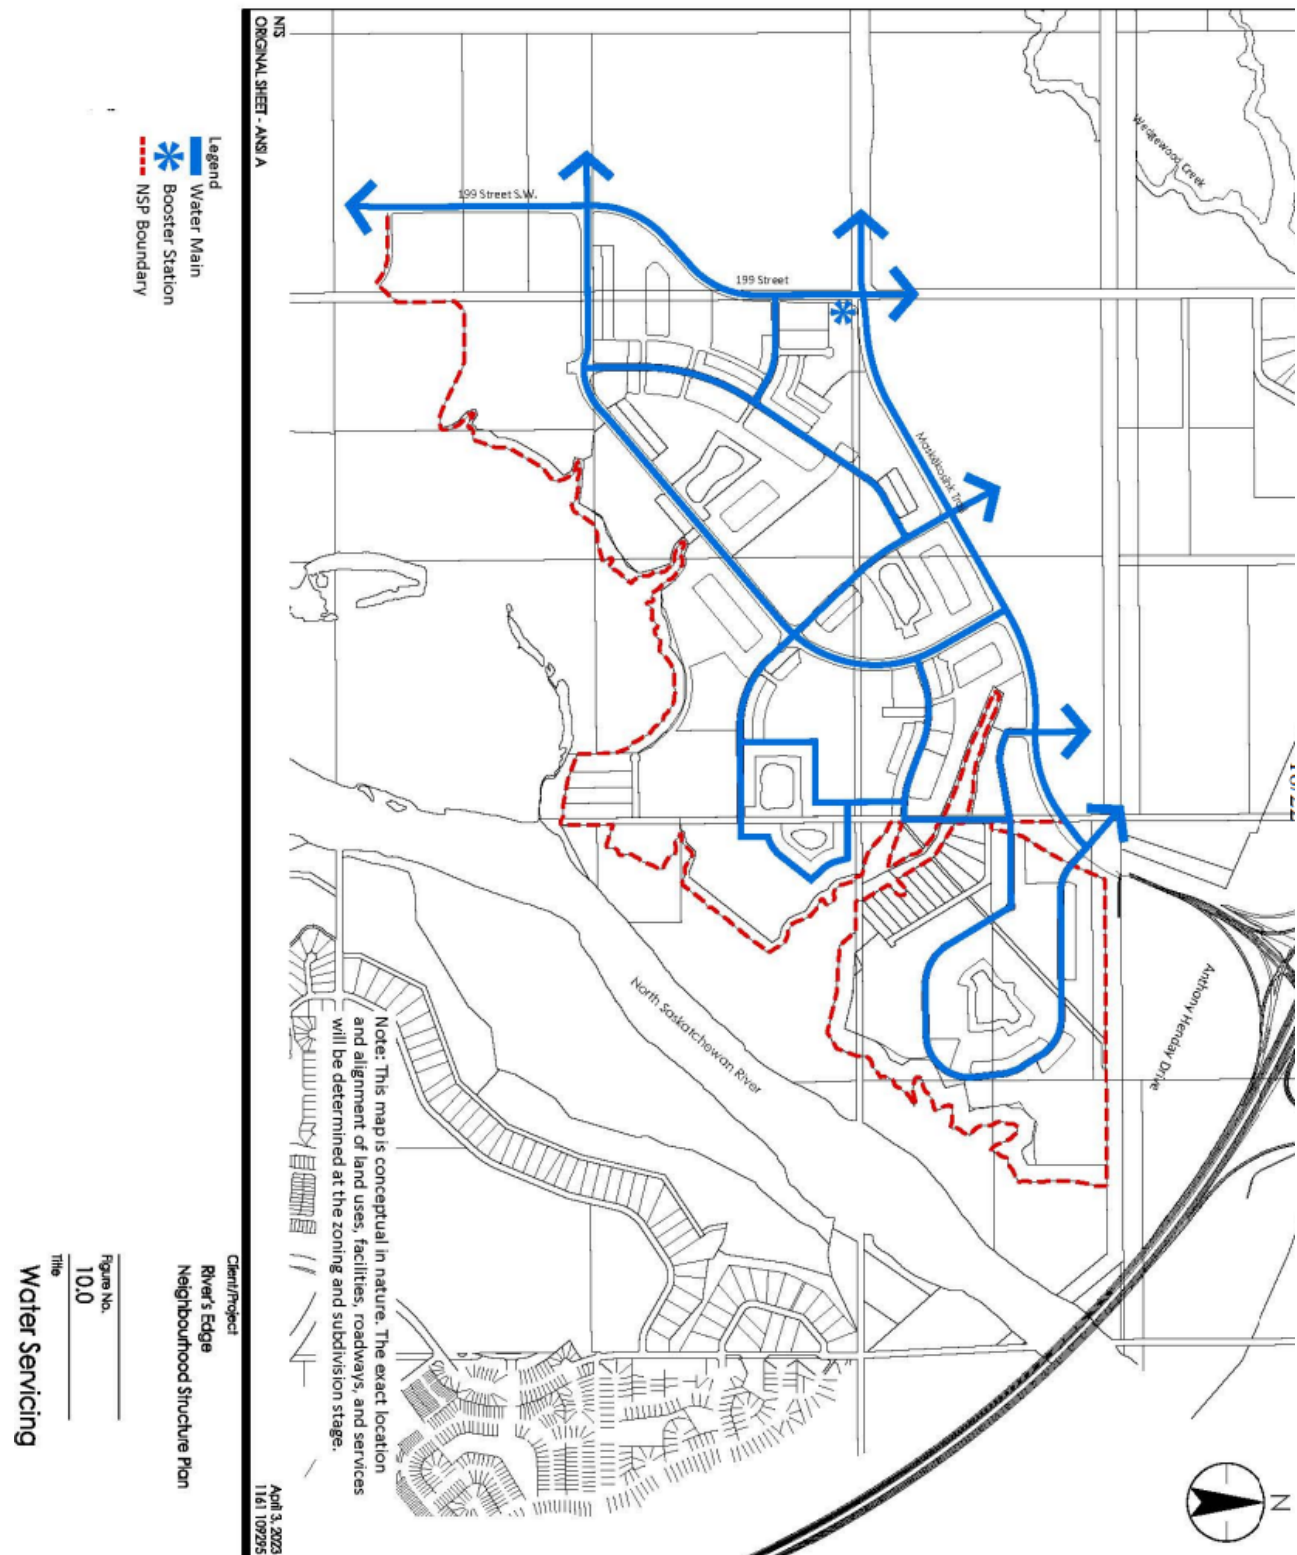 Wedgewood Creek
199 Street S.W.
199 Street
Anthony Henday Drive
North Saskatchewan River
N
Note: This map is conceptual in nature. The exact location
and alignment of land uses, facilities, roadways, and services
will be determined at the zoning and subdivision stage.
NTS
ORIGINAL SHEET - ANSI A
April 3, 2023
1161 109295
Legend
Water Main
Booster Station
NSP Boundary
Client/Project
River's Edge
Neighbourhood Structure Plan
Figure No.
10.0
Title
Water Servicing